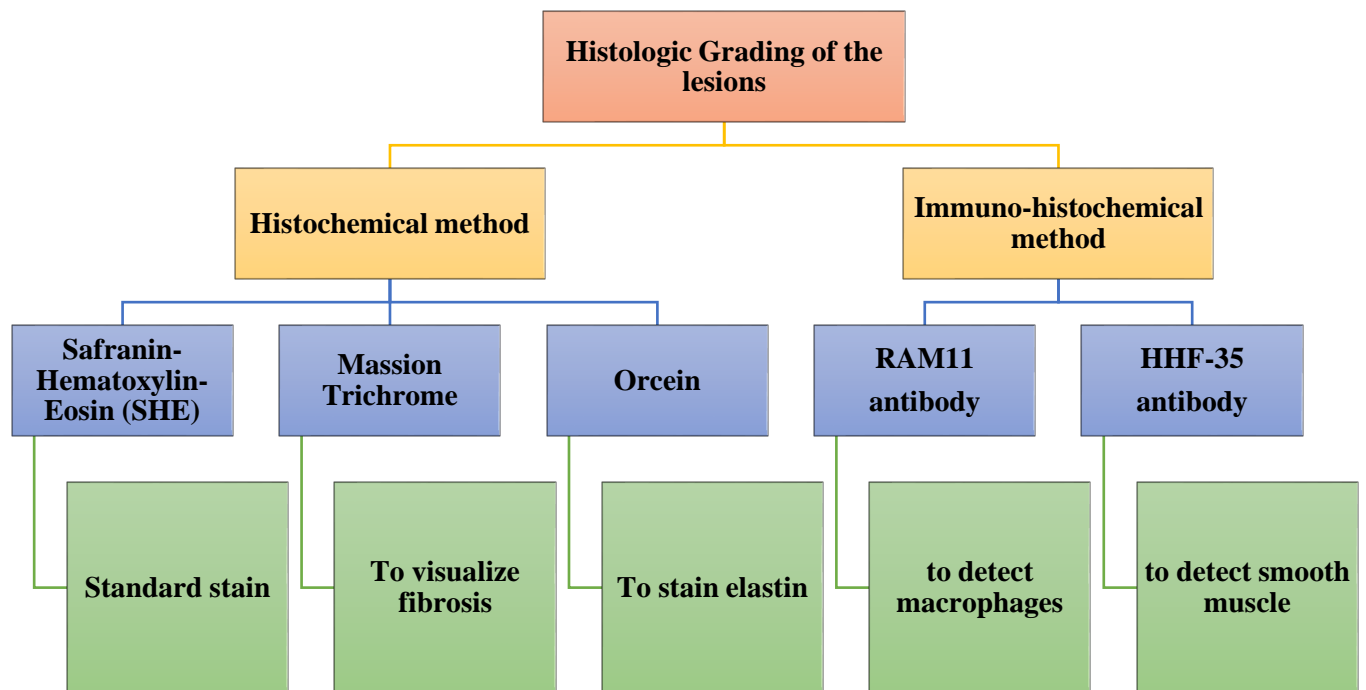 Histologic Grading of the
lesions
Histochemical method
Immuno-histochemical
method
Safranin-
Hematoxylin-
Eosin (SHE)
Massion
Trichrome
Orcein
RAM11
antibody
HHF-35
antibody
Standard stain
To visualize
fibrosis
To stain elastin
to detect
macrophages
to detect smooth
muscle